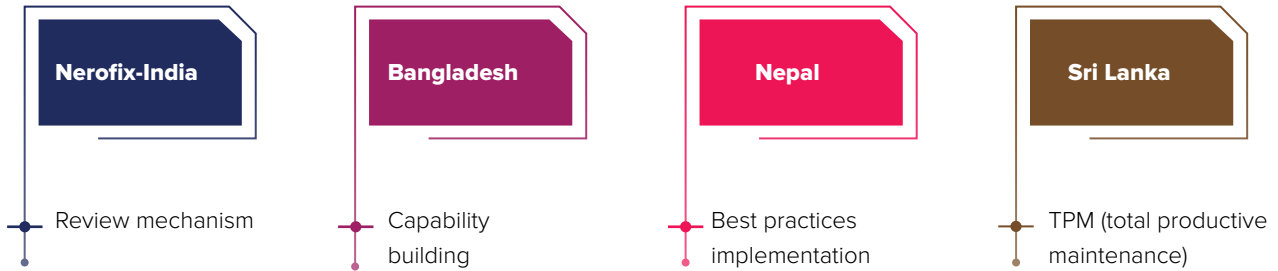 Nerofix-India
Review mechanism
Bangladesh
Capability
building
Nepal
Best practices
implementation
Sri Lanka
TPM (total productive
maintenance)